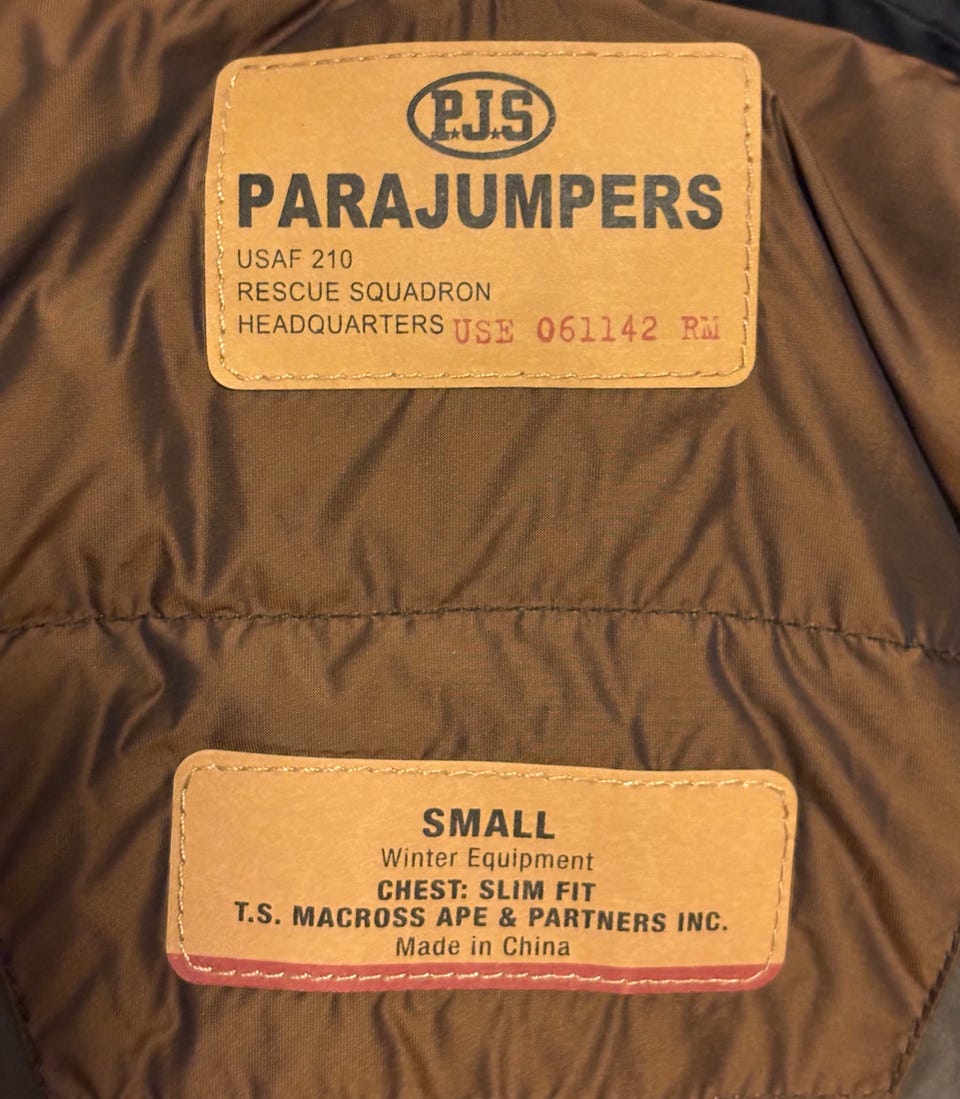 P.J.S
PARAJUMPERS
USAF 210
RESCUE SQUADRON
HEADQUARTERS USE 061142 RM
SMALL
Winter Equipment
CHEST: SLIM FIT
T.S. MACROSS APE & PARTNERS INC.
Made in China